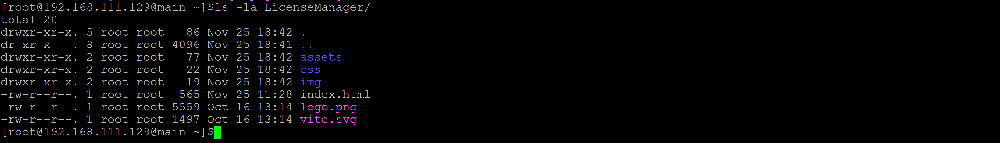 [root@192.168.111.129@main ~]$ls -la LicenseManager/
total 20
drwxr-xr-x. 5 root root   86 Nov 25 18:42 .
dr-xr-x---. 8 root root 4096 Nov 25 18:41 ..
drwxr-xr-x. 2 root root   77 Nov 25 18:42 assets
drwxr-xr-x. 2 root root   22 Nov 25 18:42 css
drwxr-xr-x. 2 root root   19 Nov 25 18:42 img
-rw-r--r--. 1 root root  565 Nov 25 11:28 index.html
-rw-r--r--. 1 root root 5559 Oct 16 13:14 logo.png
-rw-r--r--. 1 root root 1497 Oct 16 13:14 vite.svg
[root@192.168.111.129@main ~]$